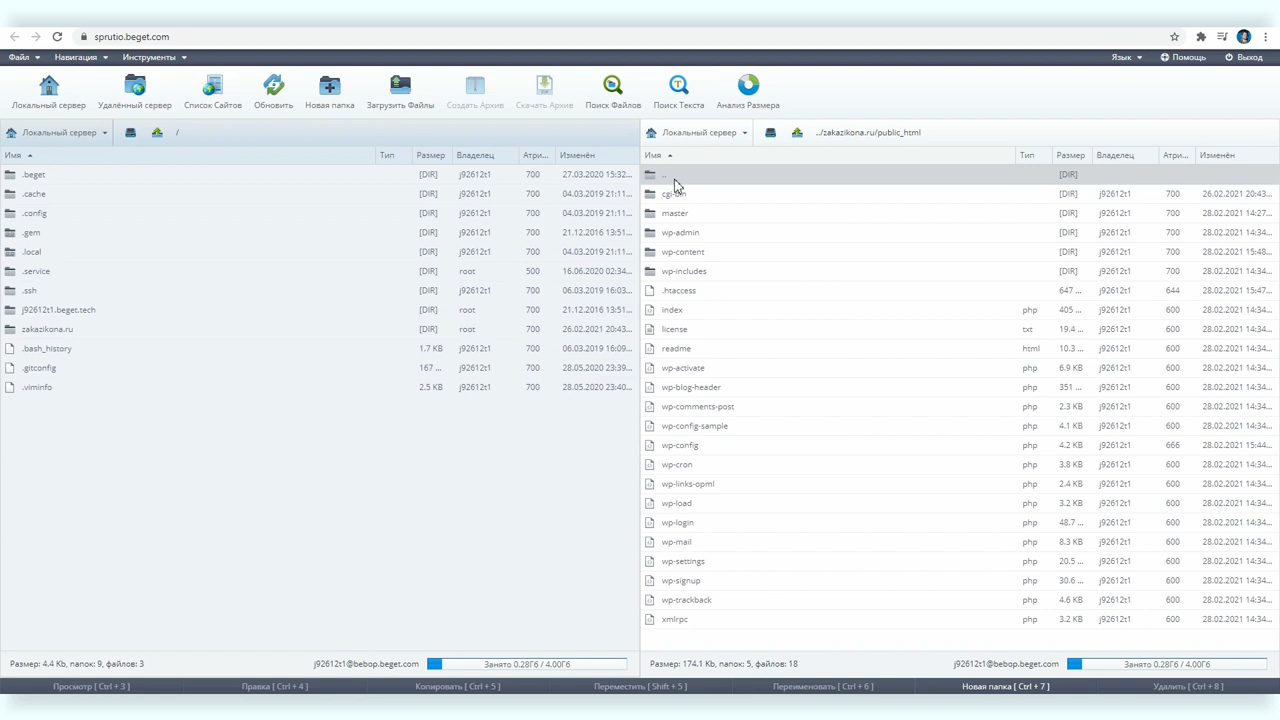 sprutio.beget.com
Файл Навигация Инструменты Язык Помощь Выход
Локальный сервер Удалённый сервер Список Сайтов Обновить Новая папка Загрузить Файлы Создать Архив Скачать Архив Поиск Файлов Поиск Текста Анализ Размера
Локальный сервер /
Имя Тип Размер Владелец Атри... Изменён
.beget [DIR] j92612t1 700 27.03.2020 15:32...
.cache [DIR] j92612t1 700 04.03.2019 21:11...
.config [DIR] j92612t1 700 04.03.2019 21:11...
.gem [DIR] j92612t1 700 21.12.2016 13:51...
.local [DIR] j92612t1 700 04.03.2019 21:11...
.service [DIR] root 500 16.06.2020 02:34...
.ssh [DIR] j92612t1 700 06.03.2019 16:03...
j92612t1.beget.tech [DIR] root 700 21.12.2016 13:51...
zakazikona.ru [DIR] root 700 26.02.2021 20:43...
.bash_history 1.7 KB j92612t1 700 06.03.2019 16:09...
.gitconfig 167 ... j92612t1 700 28.05.2020 23:39...
.viminfo 2.5 KB j92612t1 700 28.05.2020 23:40...
Размер: 4.4 Kb, папок: 9, файлов: 3 j92612t1@bebop.beget.com Занято 0.28Гб / 4.00Гб
Локальный сервер ../zakazikona.ru/public_html
Имя Тип Размер Владелец Атри... Изменён
.. [DIR]
cgi-bin [DIR] j92612t1 700 26.02.2021 20:43...
master [DIR] j92612t1 700 28.02.2021 14:27...
wp-admin [DIR] j92612t1 700 28.02.2021 14:34...
wp-content [DIR] j92612t1 700 28.02.2021 15:48...
wp-includes [DIR] j92612t1 700 28.02.2021 14:34...
.htaccess 647 ... j92612t1 644 28.02.2021 15:47...
index php 405 ... j92612t1 600 28.02.2021 14:34...
license txt 19.4 ... j92612t1 600 28.02.2021 14:34...
readme html 10.3 ... j92612t1 600 28.02.2021 14:34...
wp-activate php 6.9 KB j92612t1 600 28.02.2021 14:34...
wp-blog-header php 351 ... j92612t1 600 28.02.2021 14:34...
wp-comments-post php 2.3 KB j92612t1 600 28.02.2021 14:34...
wp-config-sample php 4.1 KB j92612t1 600 28.02.2021 14:34...
wp-config php 4.2 KB j92612t1 666 28.02.2021 15:44...
wp-cron php 3.8 KB j92612t1 600 28.02.2021 14:34...
wp-links-opml php 2.4 KB j92612t1 600 28.02.2021 14:34...
wp-load php 3.2 KB j92612t1 600 28.02.2021 14:34...
wp-login php 48.7 ... j92612t1 600 28.02.2021 14:34...
wp-mail php 8.3 KB j92612t1 600 28.02.2021 14:34...
wp-settings php 20.5 ... j92612t1 600 28.02.2021 14:34...
wp-signup php 30.6 ... j92612t1 600 28.02.2021 14:34...
wp-trackback php 4.6 KB j92612t1 600 28.02.2021 14:34...
xmlrpc php 3.2 KB j92612t1 600 28.02.2021 14:34...
Размер: 174.1 Kb, папок: 5, файлов: 18 j92612t1@bebop.beget.com Занято 0.28Гб / 4.00Гб
Просмотр [ Ctrl + 3 ] Правка [ Ctrl + 4 ] Копировать [ Ctrl + 5 ] Переместить [ Shift + 5 ] Переименовать [ Ctrl + 6 ] Новая папка [ Ctrl + 7 ] Удалить [ Ctrl + 8 ]